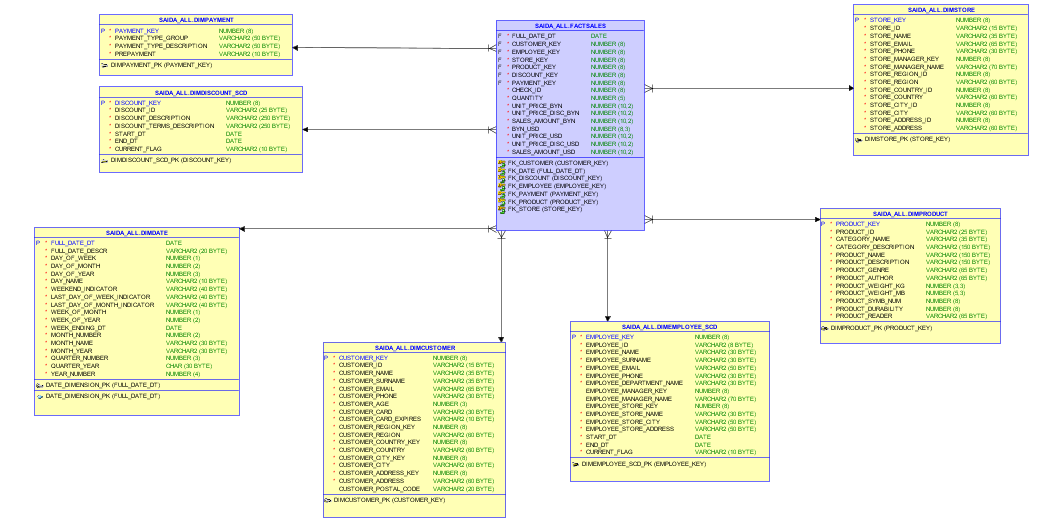 SAIDA_ALL.DIMPAYMENT
P * PAYMENT_KEY NUMBER (8)
* PAYMENT_TYPE_GROUP VARCHAR2 (50 BYTE)
* PAYMENT_TYPE_DESCRIPTION VARCHAR2 (50 BYTE)
* PREPAYMENT VARCHAR2 (10 BYTE)
DIMPAYMENT_PK (PAYMENT_KEY)
SAIDA_ALL.DIMDISCOUNT_SCD
P * DISCOUNT_KEY NUMBER (8)
* DISCOUNT_ID VARCHAR2 (25 BYTE)
* DISCOUNT_DESCRIPTION VARCHAR2 (250 BYTE)
* DISCOUNT_TERMS_DESCRIPTION VARCHAR2 (250 BYTE)
* START_DT DATE
* END_DT DATE
* CURRENT_FLAG VARCHAR2 (10 BYTE)
DIMDISCOUNT_SCD_PK (DISCOUNT_KEY)
SAIDA_ALL.DIMDATE
P * FULL_DATE_DT DATE
* FULL_DATE_DESCR VARCHAR2 (20 BYTE)
* DAY_OF_WEEK NUMBER (1)
* DAY_OF_MONTH NUMBER (2)
* DAY_OF_YEAR NUMBER (3)
* DAY_NAME VARCHAR2 (10 BYTE)
* WEEKEND_INDICATOR VARCHAR2 (40 BYTE)
* LAST_DAY_OF_WEEK_INDICATOR VARCHAR2 (40 BYTE)
* LAST_DAY_OF_MONTH_INDICATOR VARCHAR2 (40 BYTE)
* WEEK_OF_MONTH NUMBER (1)
* WEEK_OF_YEAR NUMBER (2)
* WEEK_ENDING_DT DATE
* MONTH_NUMBER NUMBER (2)
* MONTH_NAME VARCHAR2 (30 BYTE)
* MONTH_YEAR VARCHAR2 (30 BYTE)
* QUARTER_NUMBER NUMBER (3)
* QUARTER_YEAR CHAR (30 BYTE)
* YEAR_NUMBER NUMBER (4)
DATE_DIMENSION_PK (FULL_DATE_DT)
DATE_DIMENSION_PK (FULL_DATE_DT)
SAIDA_ALL.FACTSALES
F * FULL_DATE_DT DATE
F * CUSTOMER_KEY NUMBER (8)
F * EMPLOYEE_KEY NUMBER (8)
F * STORE_KEY NUMBER (8)
F * PRODUCT_KEY NUMBER (8)
F * DISCOUNT_KEY NUMBER (8)
F * PAYMENT_KEY NUMBER (8)
* CHECK_ID NUMBER (8)
* QUANTITY NUMBER (5)
* UNIT_PRICE_BYN NUMBER (10,2)
* UNIT_PRICE_DISC_BYN NUMBER (10,2)
* SALES_AMOUNT_BYN NUMBER (10,2)
* BYN_USD NUMBER (8,3)
* UNIT_PRICE_USD NUMBER (10,2)
* UNIT_PRICE_DISC_USD NUMBER (10,2)
* SALES_AMOUNT_USD NUMBER (10,2)
FK_CUSTOMER (CUSTOMER_KEY)
FK_DATE (FULL_DATE_DT)
FK_DISCOUNT (DISCOUNT_KEY)
FK_EMPLOYEE (EMPLOYEE_KEY)
FK_PAYMENT (PAYMENT_KEY)
FK_PRODUCT (PRODUCT_KEY)
FK_STORE (STORE_KEY)
SAIDA_ALL.DIMCUSTOMER
P * CUSTOMER_KEY NUMBER (8)
* CUSTOMER_ID VARCHAR2 (15 BYTE)
* CUSTOMER_NAME VARCHAR2 (35 BYTE)
* CUSTOMER_SURNAME VARCHAR2 (35 BYTE)
* CUSTOMER_EMAIL VARCHAR2 (65 BYTE)
* CUSTOMER_PHONE VARCHAR2 (30 BYTE)
* CUSTOMER_AGE NUMBER (3)
* CUSTOMER_CARD VARCHAR2 (30 BYTE)
* CUSTOMER_CARD_EXPIRES VARCHAR2 (10 BYTE)
* CUSTOMER_REGION_KEY NUMBER (8)
* CUSTOMER_REGION VARCHAR2 (60 BYTE)
* CUSTOMER_COUNTRY_KEY NUMBER (8)
* CUSTOMER_COUNTRY VARCHAR2 (60 BYTE)
* CUSTOMER_CITY_KEY NUMBER (8)
* CUSTOMER_CITY VARCHAR2 (60 BYTE)
* CUSTOMER_ADDRESS_KEY NUMBER (8)
* CUSTOMER_ADDRESS VARCHAR2 (60 BYTE)
CUSTOMER_POSTAL_CODE VARCHAR2 (20 BYTE)
DIMCUSTOMER_PK (CUSTOMER_KEY)
SAIDA_ALL.DIMEMPLOYEE_SCD
P * EMPLOYEE_KEY NUMBER (8)
* EMPLOYEE_ID VARCHAR2 (8 BYTE)
* EMPLOYEE_NAME VARCHAR2 (30 BYTE)
* EMPLOYEE_SURNAME VARCHAR2 (30 BYTE)
* EMPLOYEE_EMAIL VARCHAR2 (50 BYTE)
* EMPLOYEE_PHONE VARCHAR2 (30 BYTE)
* EMPLOYEE_DEPARTMENT_NAME VARCHAR2 (30 BYTE)
EMPLOYEE_MANAGER_KEY NUMBER (8)
EMPLOYEE_MANAGER_NAME VARCHAR2 (70 BYTE)
* EMPLOYEE_STORE_KEY NUMBER (8)
* EMPLOYEE_STORE_NAME VARCHAR2 (30 BYTE)
* EMPLOYEE_STORE_CITY VARCHAR2 (50 BYTE)
* EMPLOYEE_STORE_ADDRESS VARCHAR2 (50 BYTE)
* START_DT DATE
* END_DT DATE
* CURRENT_FLAG VARCHAR2 (10 BYTE)
DIMEMPLOYEE_SCD_PK (EMPLOYEE_KEY)
SAIDA_ALL.DIMSTORE
P * STORE_KEY NUMBER (8)
* STORE_ID VARCHAR2 (15 BYTE)
* STORE_NAME VARCHAR2 (35 BYTE)
* STORE_EMAIL VARCHAR2 (65 BYTE)
* STORE_PHONE VARCHAR2 (30 BYTE)
* STORE_MANAGER_KEY NUMBER (8)
* STORE_MANAGER_NAME VARCHAR2 (70 BYTE)
* STORE_REGION_ID NUMBER (8)
* STORE_REGION VARCHAR2 (60 BYTE)
* STORE_COUNTRY_ID NUMBER (8)
* STORE_COUNTRY VARCHAR2 (60 BYTE)
* STORE_CITY_ID NUMBER (8)
* STORE_CITY VARCHAR2 (60 BYTE)
* STORE_ADDRESS_ID NUMBER (8)
* STORE_ADDRESS VARCHAR2 (60 BYTE)
DIMSTORE_PK (STORE_KEY)
SAIDA_ALL.DIMPRODUCT
P * PRODUCT_KEY NUMBER (8)
* PRODUCT_ID VARCHAR2 (25 BYTE)
* CATEGORY_NAME VARCHAR2 (35 BYTE)
* CATEGORY_DESCRIPTION VARCHAR2 (150 BYTE)
* PRODUCT_NAME VARCHAR2 (150 BYTE)
* PRODUCT_DESCRIPTION VARCHAR2 (150 BYTE)
* PRODUCT_GENRE VARCHAR2 (65 BYTE)
* PRODUCT_AUTHOR VARCHAR2 (65 BYTE)
* PRODUCT_WEIGHT_KG NUMBER (3,3)
* PRODUCT_WEIGHT_MB NUMBER (5,3)
* PRODUCT_SYMB_NUM NUMBER (8)
* PRODUCT_DURABILITY NUMBER (8)
* PRODUCT_READER VARCHAR2 (65 BYTE)
DIMPRODUCT_PK (PRODUCT_KEY)